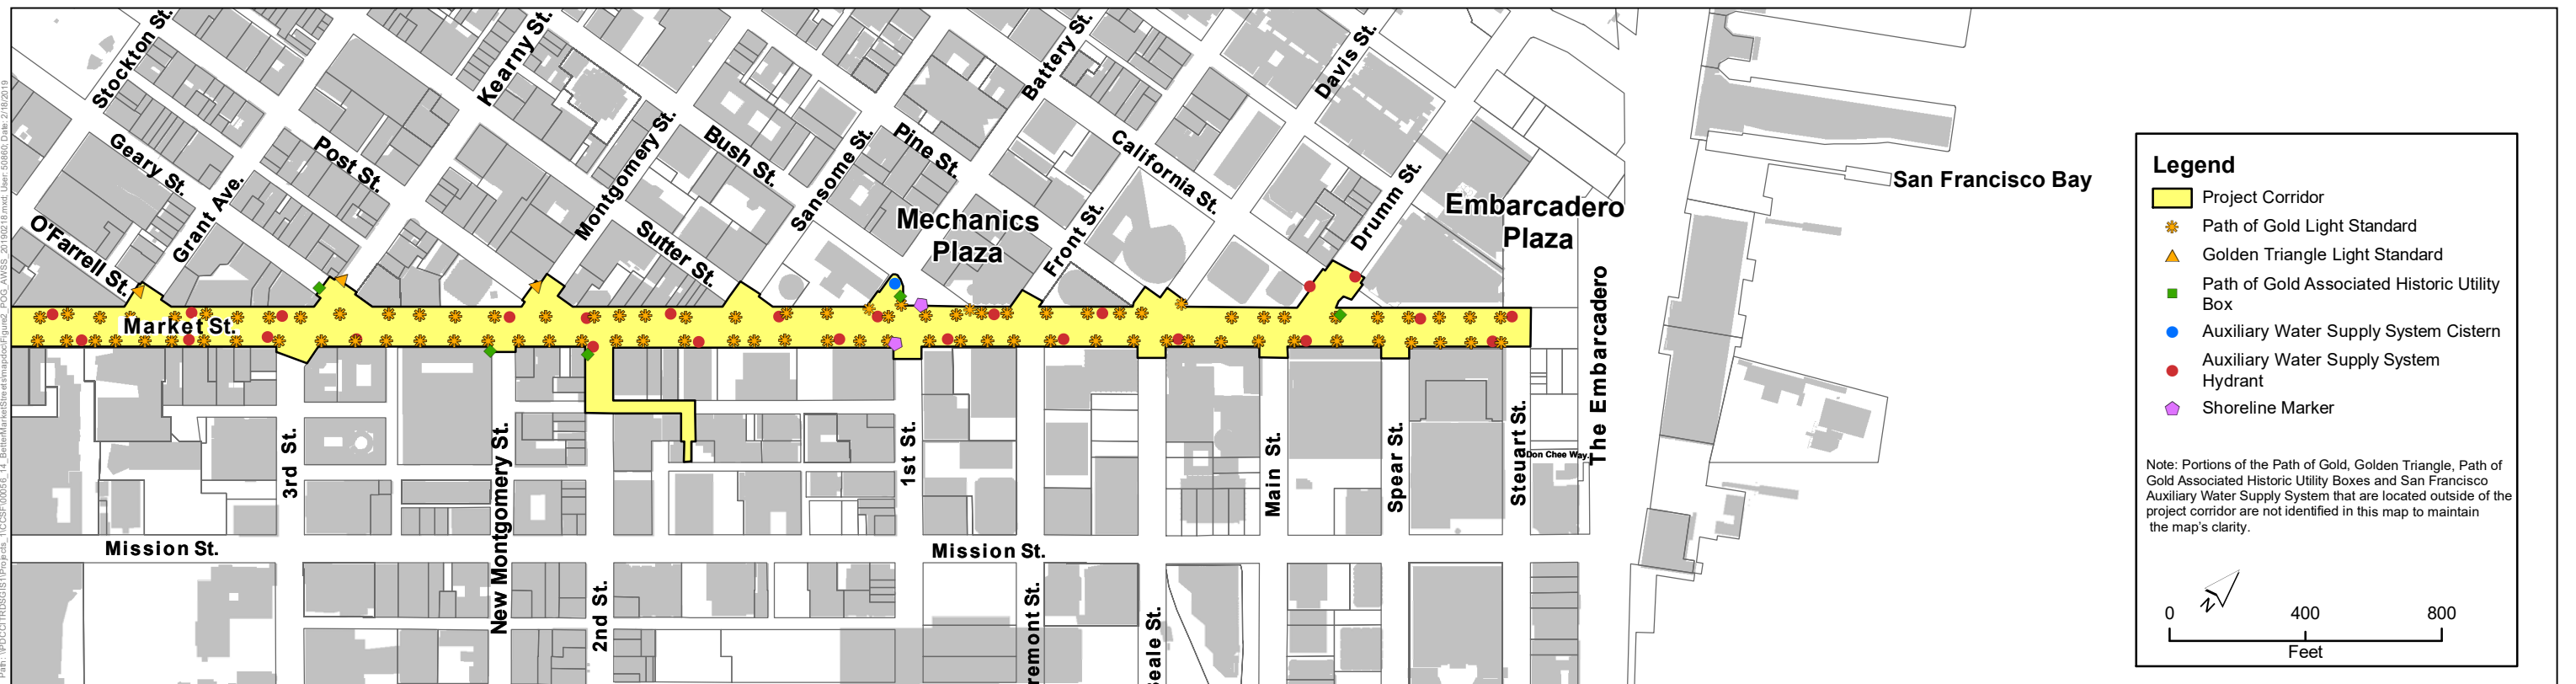 Stockton St.
Kearny St.
Battery St.
Davis St.
Geary St.
Post St.
Montgomery St.
Bush St.
Sansome St.
Pine St.
California St.
O'Farrell St.
Grant Ave.
Sutter St.
Mechanics
Plaza
Front St.
Drumm St.
Embarcadero
Plaza
San Francisco Bay
Market St.
The Embarcadero
3rd St.
New Montgomery St.
1st St.
Main St.
Spear St.
Steuart St.
Don Chee Way
Mission St.
Mission St.
2nd St.
remont St.
eale St.
Legend
Project Corridor
Path of Gold Light Standard
Golden Triangle Light Standard
Path of Gold Associated Historic Utility
Box
Auxiliary Water Supply System Cistern
Auxiliary Water Supply System
Hydrant
Shoreline Marker
Note: Portions of the Path of Gold, Golden Triangle, Path of
Gold Associated Historic Utility Boxes and San Francisco
Auxiliary Water Supply System that are located outside of the
project corridor are not identified in this map to maintain
the map's clarity.
N
0 400 800
Feet